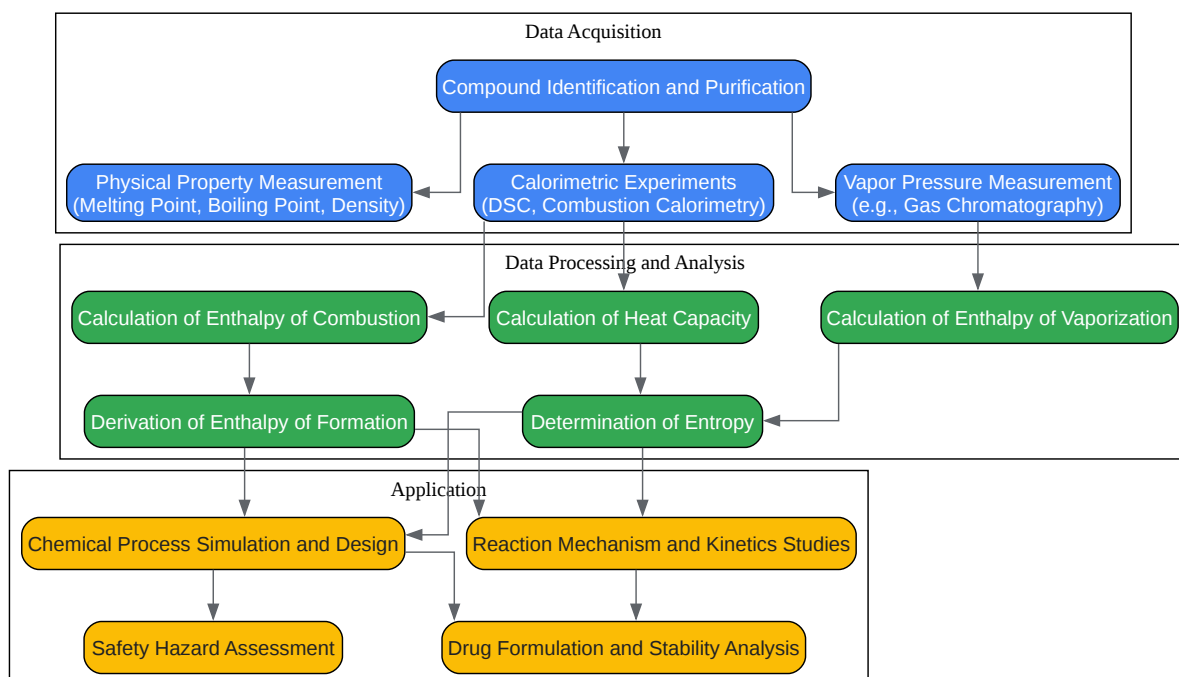 Data Acquisition
Compound Identification and Purification
Physical Property Measurement
(Melting Point, Boiling Point, Density)
Calorimetric Experiments
(DSC, Combustion Calorimetry)
Vapor Pressure Measurement
(e.g., Gas Chromatography)
Data Processing and Analysis
Calculation of Enthalpy of Combustion
Calculation of Heat Capacity
Calculation of Enthalpy of Vaporization
Derivation of Enthalpy of Formation
Determination of Entropy
Application
Chemical Process Simulation and Design
Reaction Mechanism and Kinetics Studies
Safety Hazard Assessment
Drug Formulation and Stability Analysis